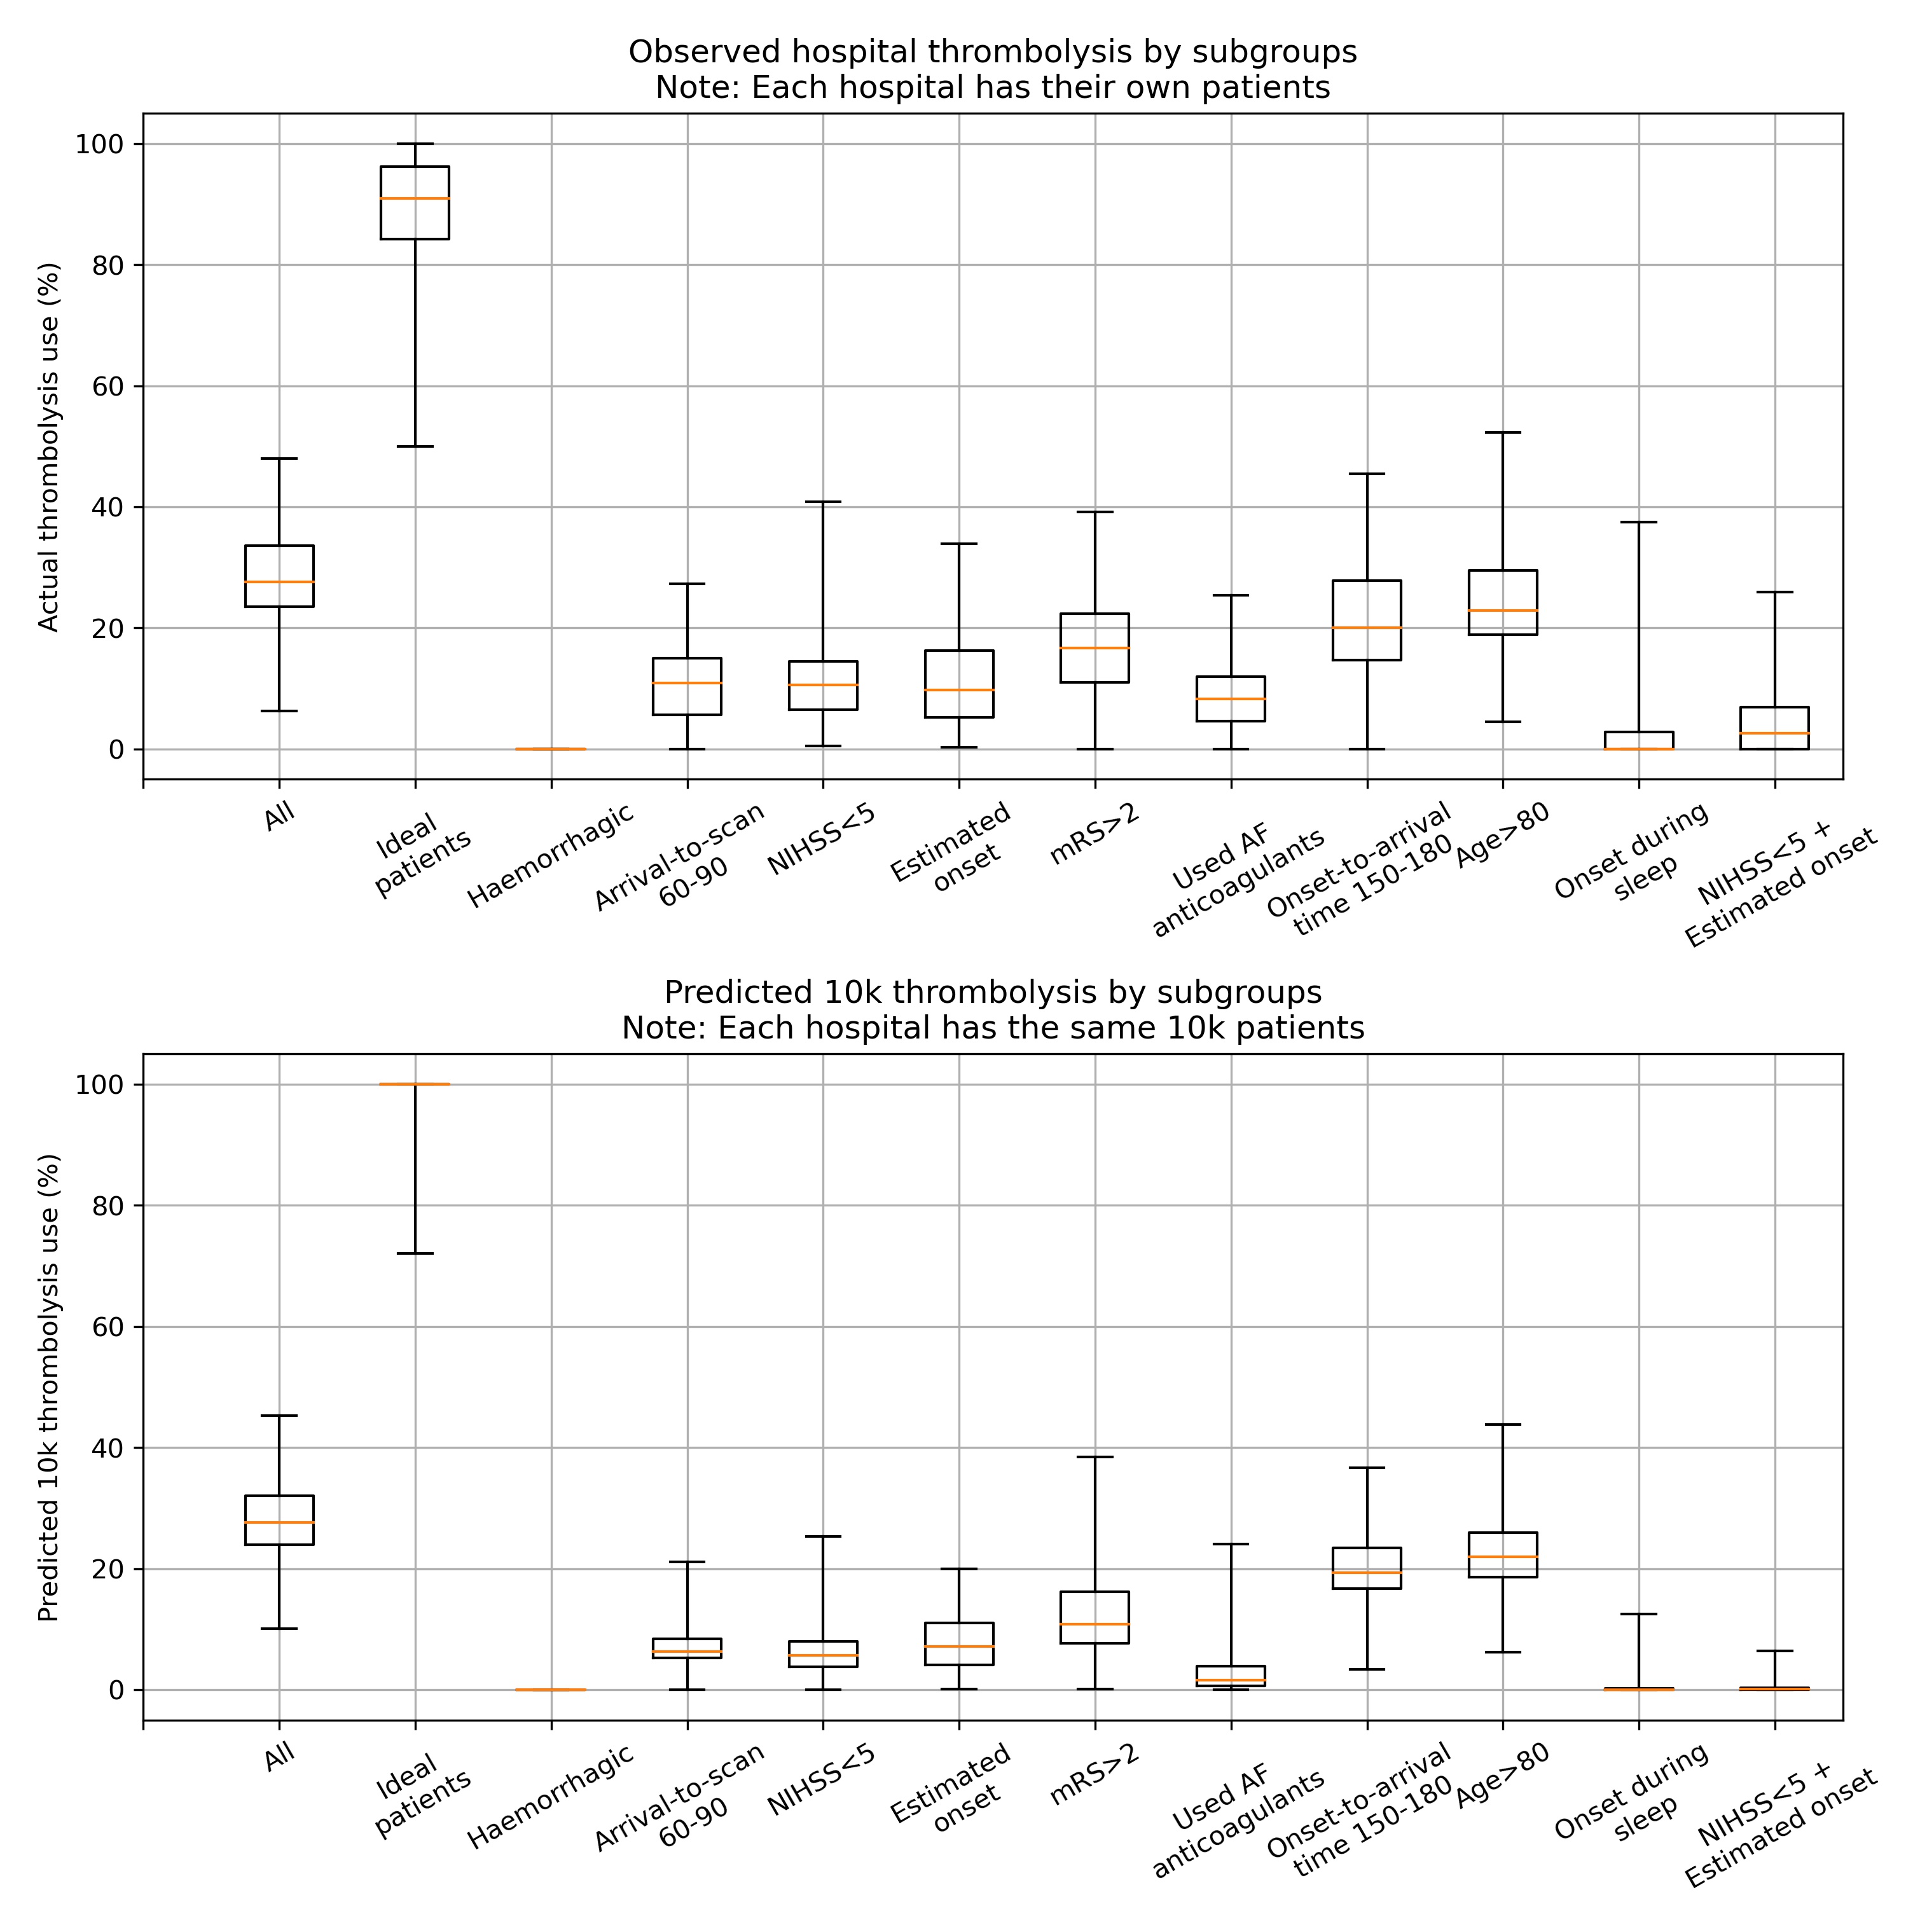 Observed hospital thrombolysis by subgroups
Note: Each hospital has their own patients
Actual thrombolysis use (%)
100
80
60
40
20
0
All
Ideal
patients
Haemorrhagic
Arrival-to-scan
60-90
NIHSS<5
Estimated
onset
mRS>2
Used AF
anticoagulants
Onset-to-arrival
time 150-180
Age>80
Onset during
sleep
NIHSS<5 +
Estimated onset
Predicted 10k thrombolysis by subgroups
Note: Each hospital has the same 10k patients
Predicted 10k thrombolysis use (%)
100
80
60
40
20
0
All
Ideal
patients
Haemorrhagic
Arrival-to-scan
60-90
NIHSS<5
Estimated
onset
mRS>2
Used AF
anticoagulants
Onset-to-arrival
time 150-180
Age>80
Onset during
sleep
NIHSS<5 +
Estimated onset